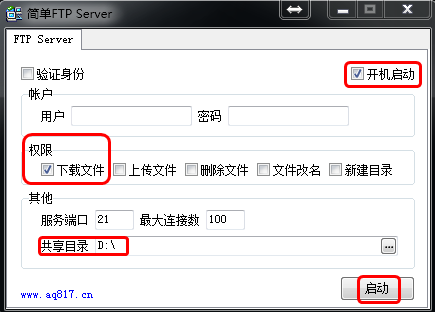 简单FTP Server
FTP Server
验证身份 开机启动
帐户
用户 密码
权限
下载文件 上传文件 删除文件 文件改名 新建目录
其他
服务端口 21 最大连接数 100
共享目录 D:\ ...
www.aq817.cn 启动